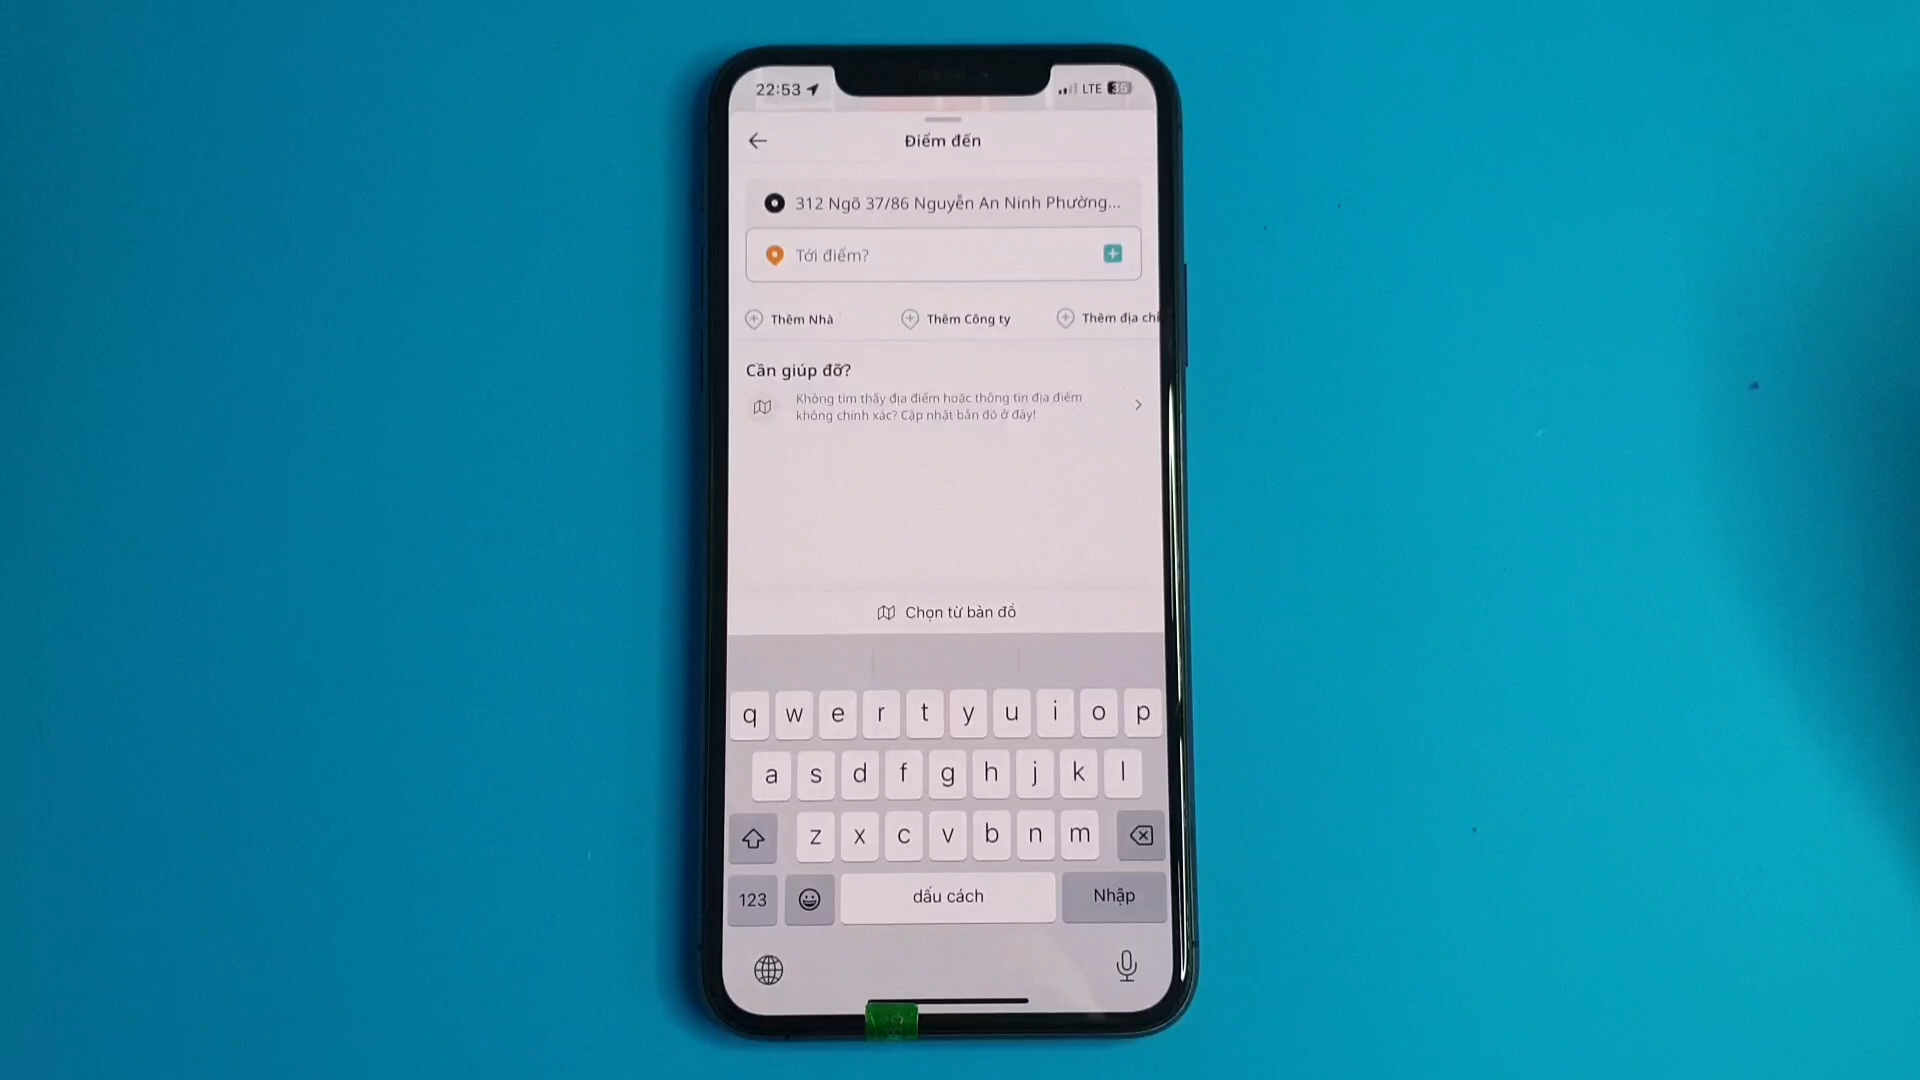 22:53 LTE 35
Điểm đến
312 Ngõ 37/86 Nguyễn An Ninh Phường...
Tới điểm?
Thêm Nhà Thêm Công ty Thêm địa chỉ
Cần giúp đỡ?
Không tìm thấy địa điểm hoặc thông tin địa điểm
không chính xác? Cập nhật bản đồ ở đây!
Chọn từ bản đồ
q w e r t y u i o p
a s d f g h j k l
z x c v b n m
123 dấu cách Nhập